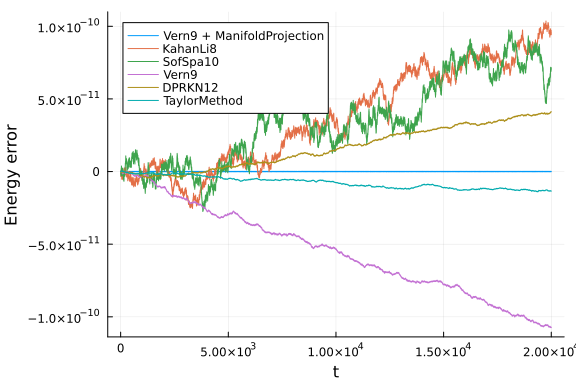 Energy error
1.0×10⁻¹⁰
5.0×10⁻¹¹
0
−5.0×10⁻¹¹
−1.0×10⁻¹⁰
Vern9 + ManifoldProjection
KahanLi8
SofSpa10
Vern9
DPRKN12
TaylorMethod
0
5.00×10³
1.00×10⁴
1.50×10⁴
2.00×10⁴
t